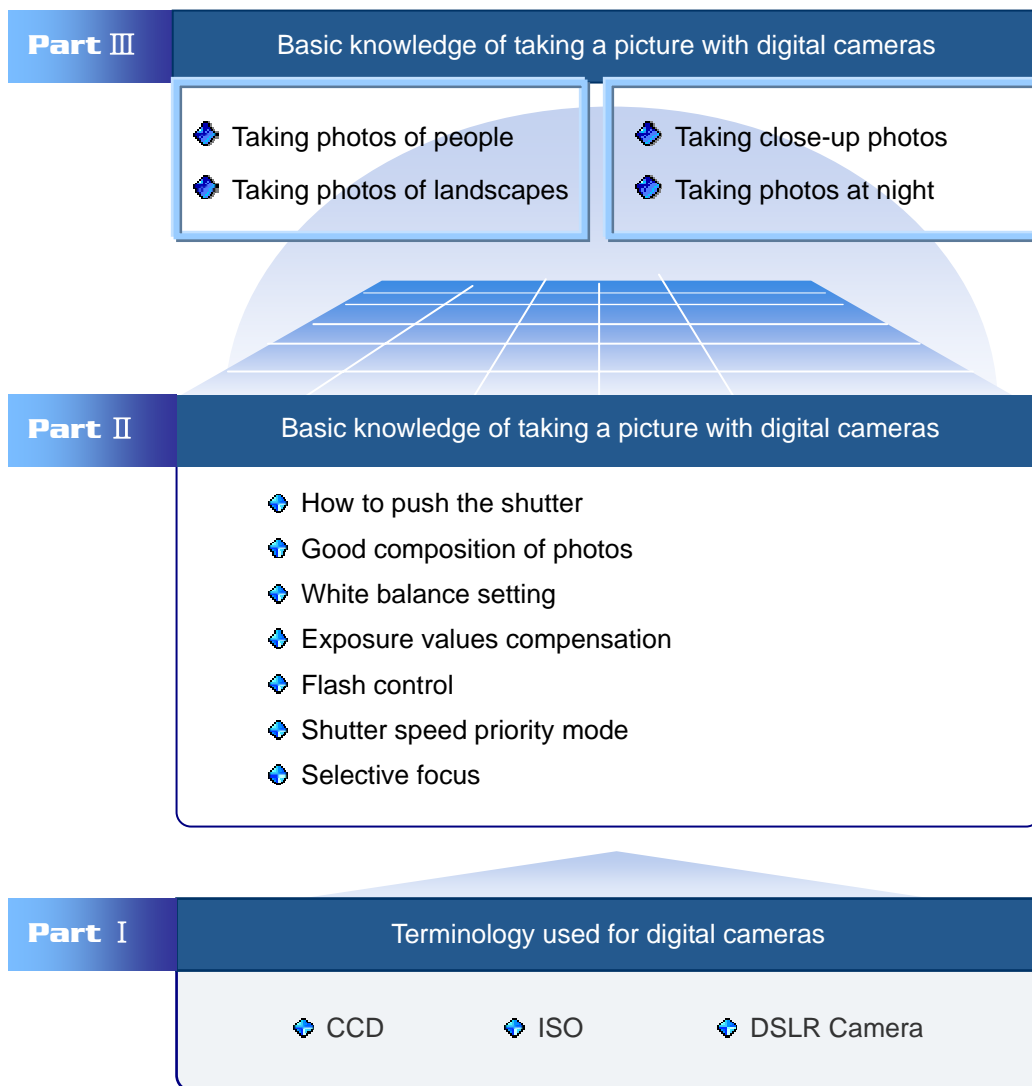 Part Ⅲ
Basic knowledge of taking a picture with digital cameras
Taking photos of people
Taking photos of landscapes
Taking close-up photos
Taking photos at night
Part Ⅱ
Basic knowledge of taking a picture with digital cameras
How to push the shutter
Good composition of photos
White balance setting
Exposure values compensation
Flash control
Shutter speed priority mode
Selective focus
Part Ⅰ
Terminology used for digital cameras
CCD
ISO
DSLR Camera